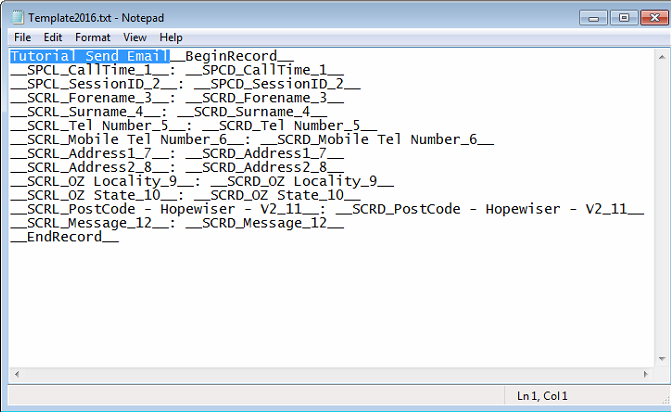 Template2016.txt - Notepad
File Edit Format View Help
Tutorial Send Email__BeginRecord__
__SPCL_CallTime_1__: __SPCD_CallTime_1__
__SPCL_SessionID_2__: __SPCD_SessionID_2__
__SCRL_Forename_3__: __SCRD_Forename_3__
__SCRL_Surname_4__: __SCRD_Surname_4__
__SCRL_Tel Number_5__: __SCRD_Tel Number_5__
__SCRL_Mobile Tel Number_6__: __SCRD_Mobile Tel Number_6__
__SCRL_Address1_7__: __SCRD_Address1_7__
__SCRL_Address2_8__: __SCRD_Address2_8__
__SCRL_OZ Locality_9__: __SCRD_OZ Locality_9__
__SCRL_OZ State_10__: __SCRD_OZ State_10__
__SCRL_PostCode - Hopewiser - V2_11__: __SCRD_PostCode - Hopewiser - V2_11__
__SCRL_Message_12__: __SCRD_Message_12__
__EndRecord__
Ln 1, Col 1